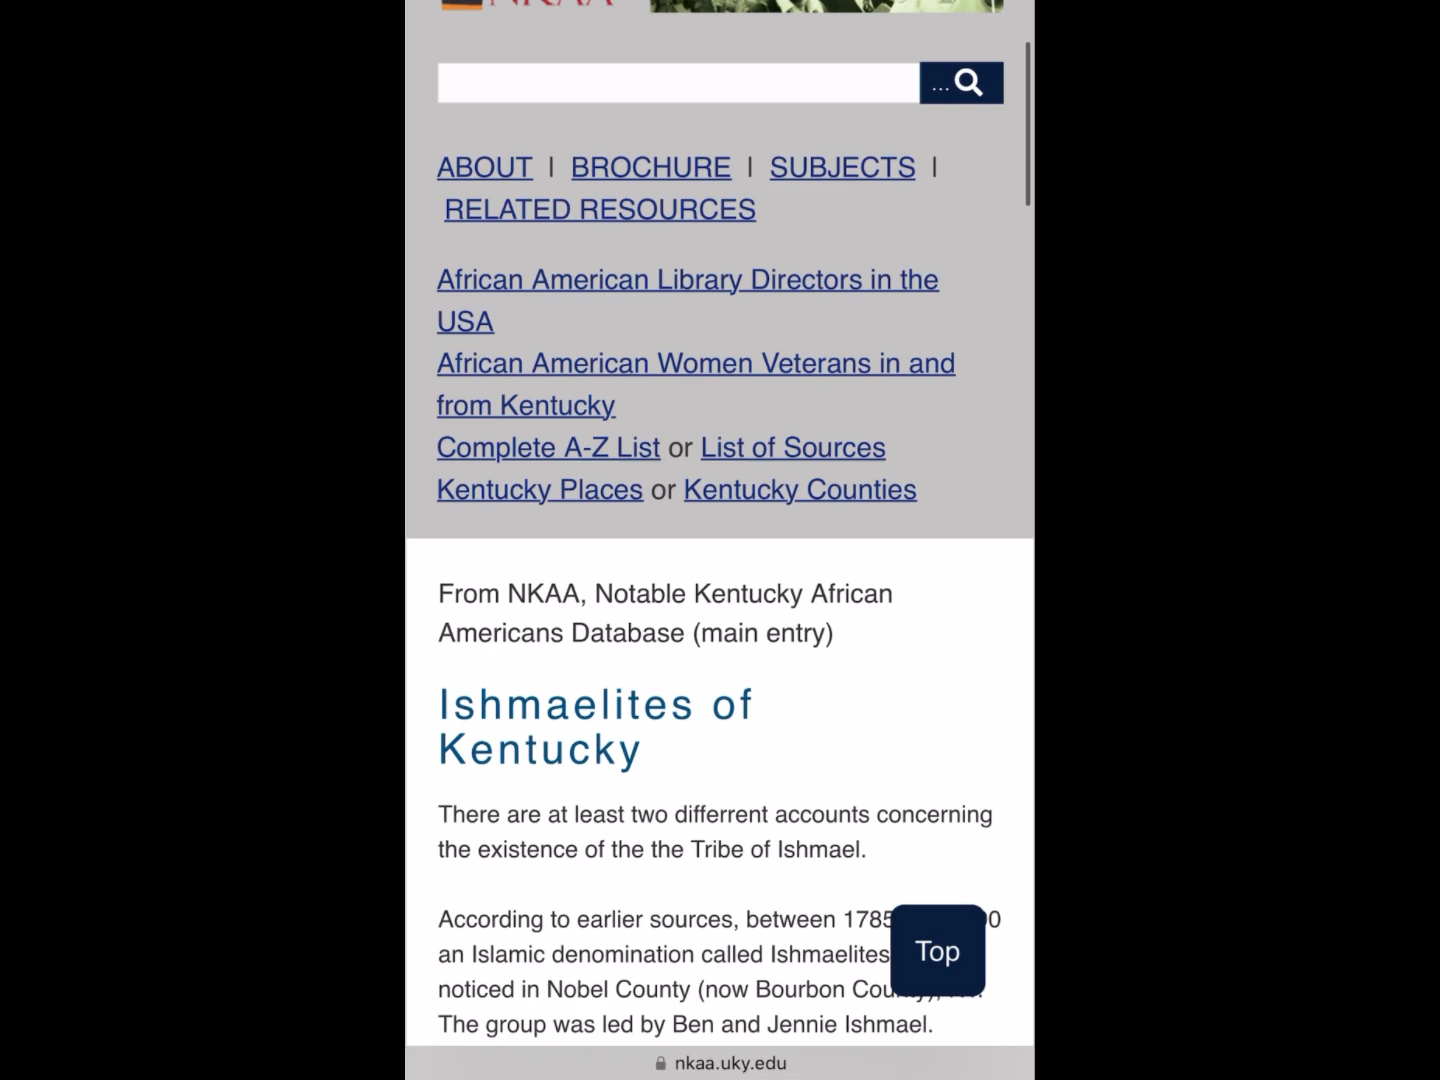 NKAA
...
ABOUT | BROCHURE | SUBJECTS |
RELATED RESOURCES
African American Library Directors in the
USA
African American Women Veterans in and
from Kentucky
Complete A-Z List or List of Sources
Kentucky Places or Kentucky Counties
From NKAA, Notable Kentucky African
Americans Database (main entry)
Ishmaelites of
Kentucky
There are at least two differrent accounts concerning
the existence of the the Tribe of Ishmael.
According to earlier sources, between 1785
an Islamic denomination called Ishmaelites
Top
noticed in Nobel County (now Bourbon County),
The group was led by Ben and Jennie Ishmael.
nkaa.uky.edu